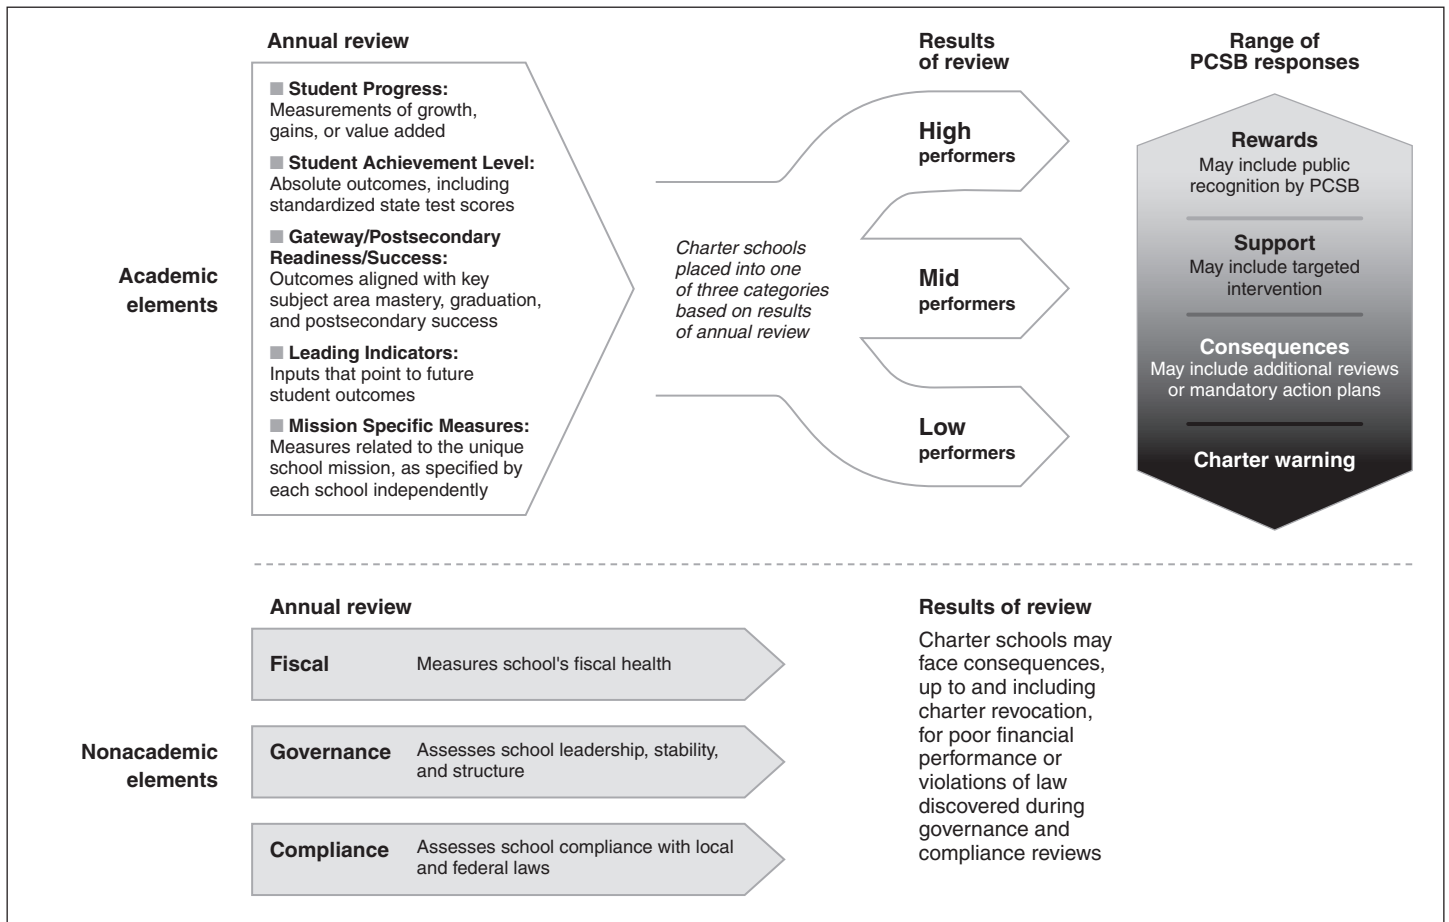 Annual review
■ Student Progress:
Measurements of growth,
gains, or value added
■ Student Achievement Level:
Absolute outcomes, including
standardized state test scores
■ Gateway/Postsecondary
Readiness/Success:
Outcomes aligned with key
subject area mastery, graduation,
and postsecondary success
■ Leading Indicators:
Inputs that point to future
student outcomes
■ Mission Specific Measures:
Measures related to the unique
school mission, as specified by
each school independently
Academic
elements
Charter schools
placed into one
of three categories
based on results
of annual review
Results
of review
High
performers
Mid
performers
Low
performers
Range of
PCSB responses
Rewards
May include public
recognition by PCSB
Support
May include targeted
intervention
Consequences
May include additional reviews
or mandatory action plans
Charter warning
Annual review
Nonacademic
elements
Fiscal
Measures school's fiscal health
Governance
Assesses school leadership, stability,
and structure
Compliance
Assesses school compliance with local
and federal laws
Results of review
Charter schools may
face consequences,
up to and including
charter revocation,
for poor financial
performance or
violations of law
discovered during
governance and
compliance reviews